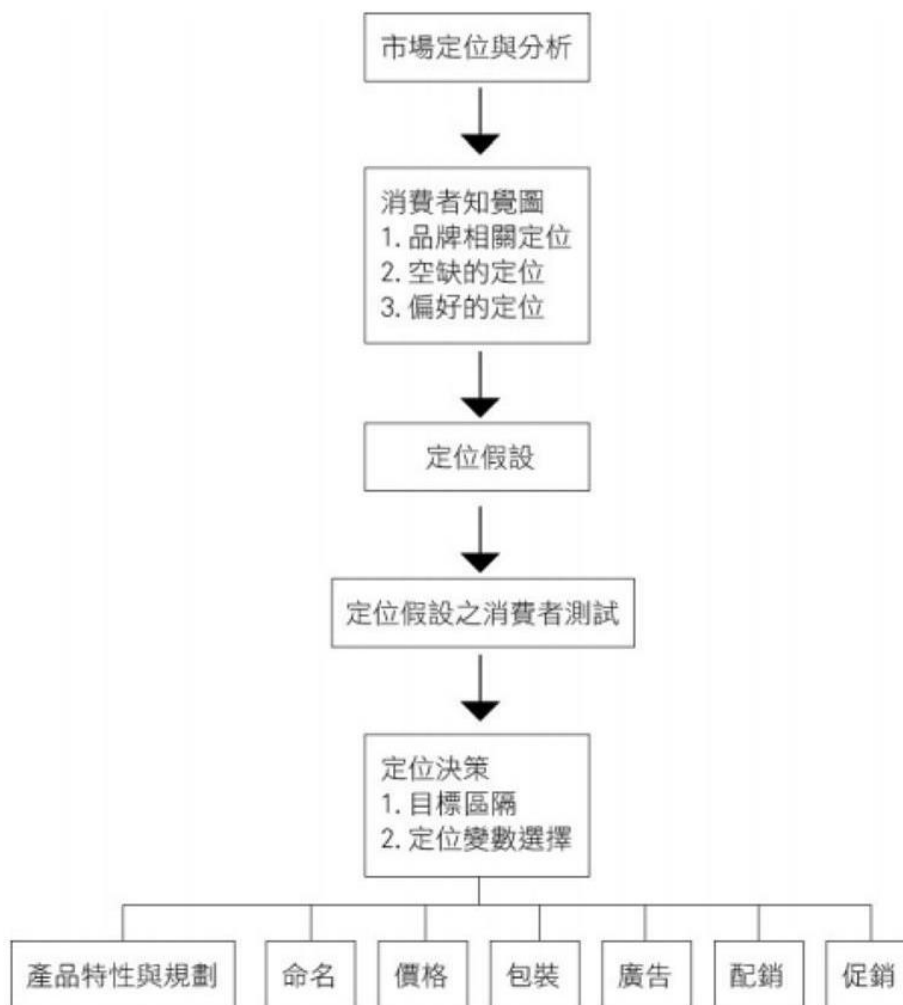 市場定位與分析
消費者知覺圖
1. 品牌相關定位
2. 空缺的定位
3. 偏好的定位
定位假設
定位假設之消費者測試
定位決策
1. 目標區隔
2. 定位變數選擇
產品特性與規劃
命名
價格
包裝
廣告
配銷
促銷